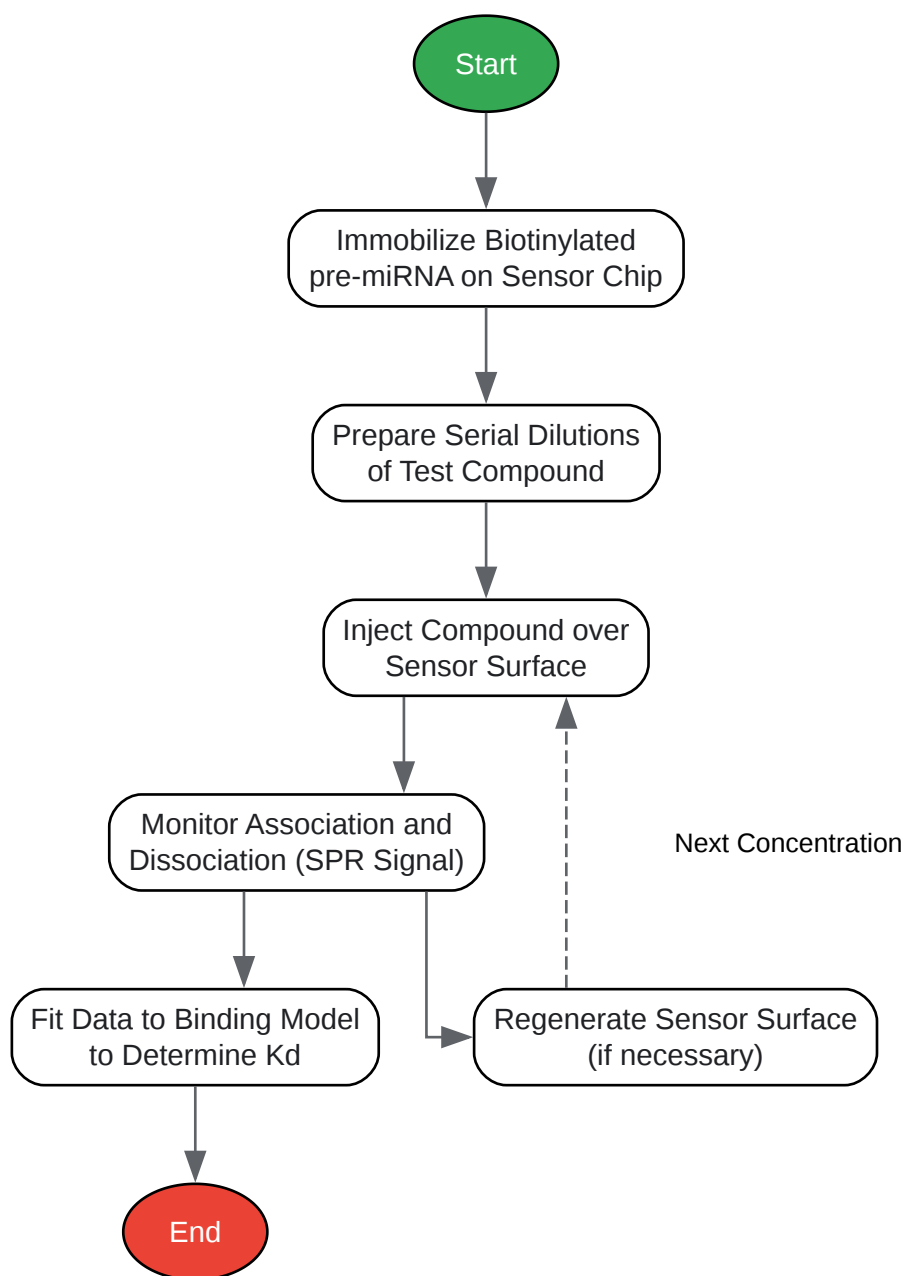 Start
Immobilize Biotinylated
pre-miRNA on Sensor Chip
Prepare Serial Dilutions
of Test Compound
Inject Compound over
Sensor Surface
Monitor Association and
Dissociation (SPR Signal)
Next Concentration
Fit Data to Binding Model
to Determine Kd
Regenerate Sensor Surface
(if necessary)
End